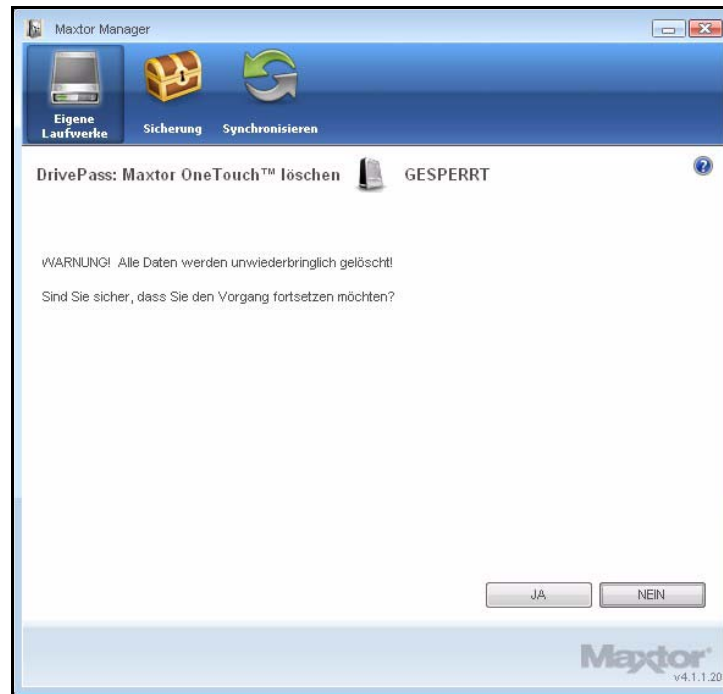 Maxtor Manager
Eigene
Laufwerke
Sicherung
Synchronisieren
DrivePass: Maxtor OneTouch™ löschen GESPERRT
WARNUNG! Alle Daten werden unwiederbringlich gelöscht!
Sind Sie sicher, dass Sie den Vorgang fortsetzen möchten?
JA NEIN
Maxtor
v4.1.1.20